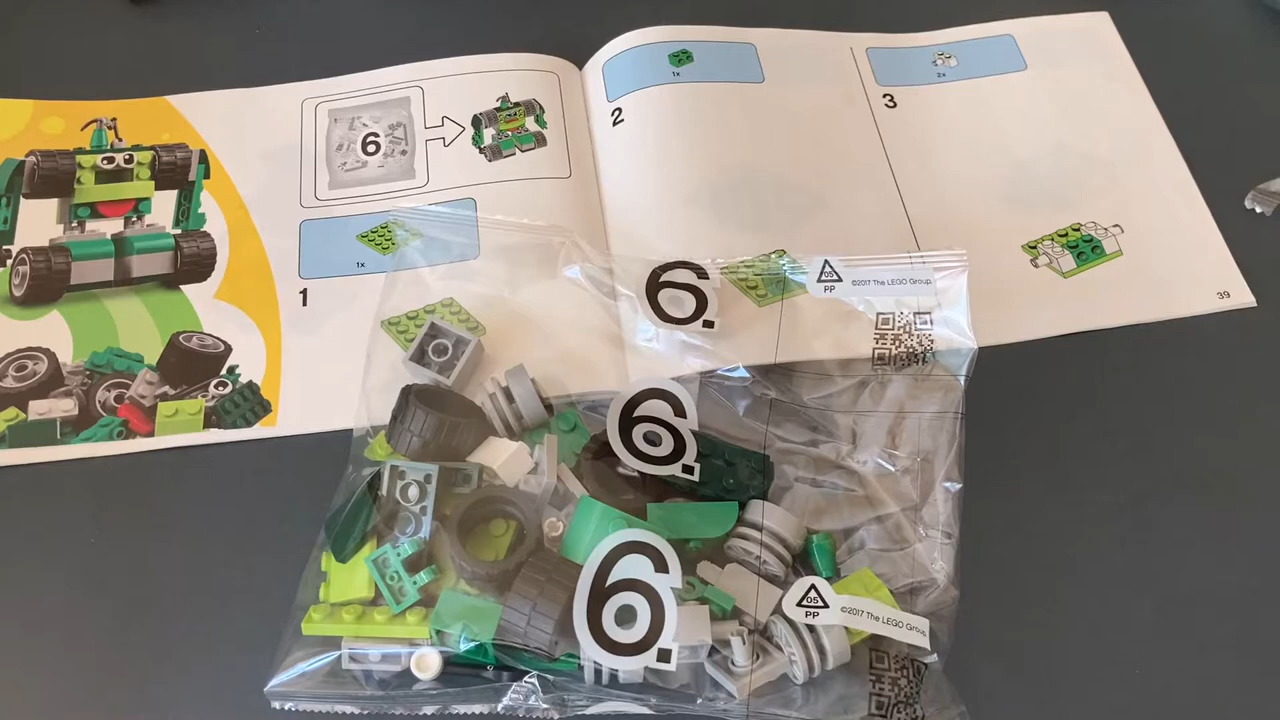 6
1x
1
1x
2
2x
3
39
6.
05
PP
©2017 The LEGO Group.
6.
6.
05
PP
©2017 The LEGO Group.